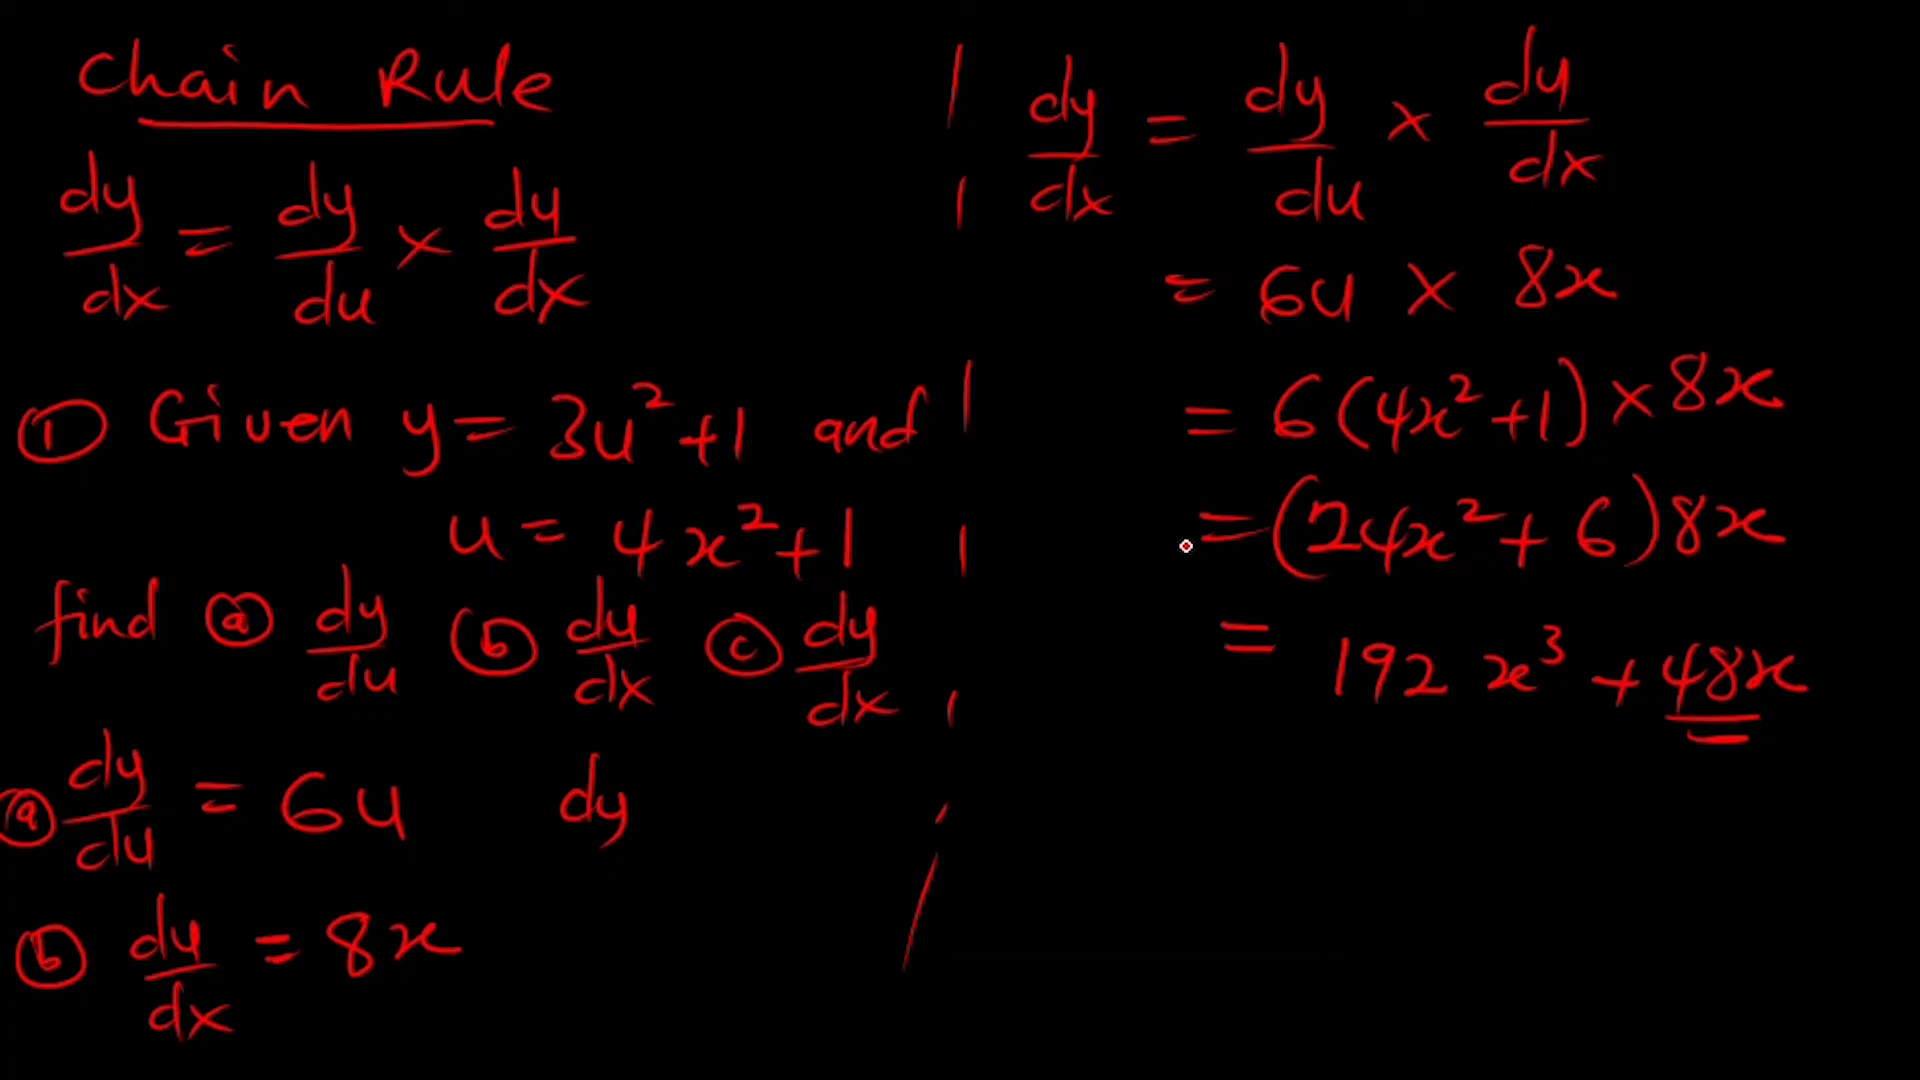 Chain Rule
dy/dx = dy/du × du/dx
① Given y = 3u²+1 and
u = 4x²+1
find ⓐ dy/du ⓑ du/dx ⓒ dy/dx
ⓐ dy/du = 6u dy
ⓑ du/dx = 8x
dy/dx = dy/du × du/dx
= 6u × 8x
= 6(4x²+1) × 8x
= (24x²+6)8x
= 192x³ + 48x